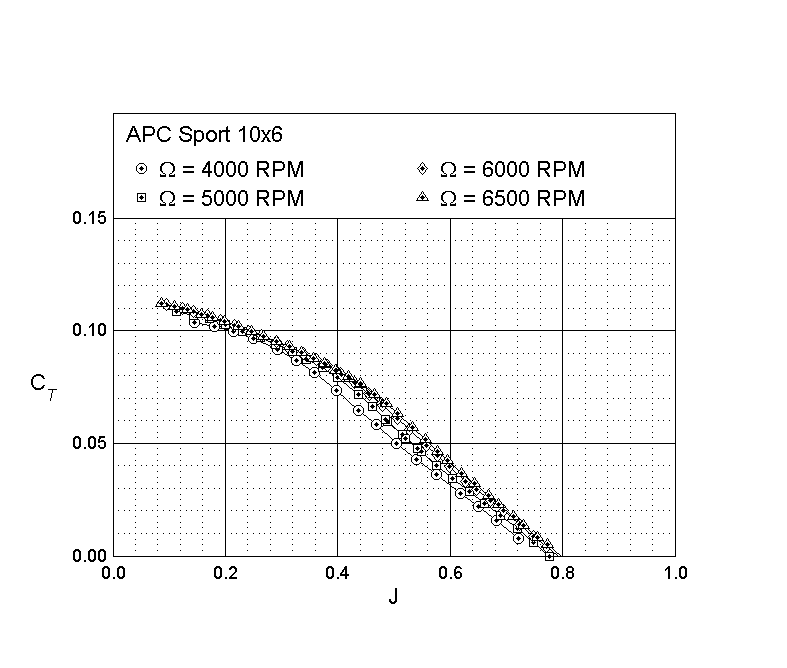 APC Sport 10x6
Ω = 4000 RPM
Ω = 6000 RPM
Ω = 5000 RPM
Ω = 6500 RPM
0.15
0.10
C_T
0.05
0.00
0.0 0.2 0.4 0.6 0.8 1.0
J